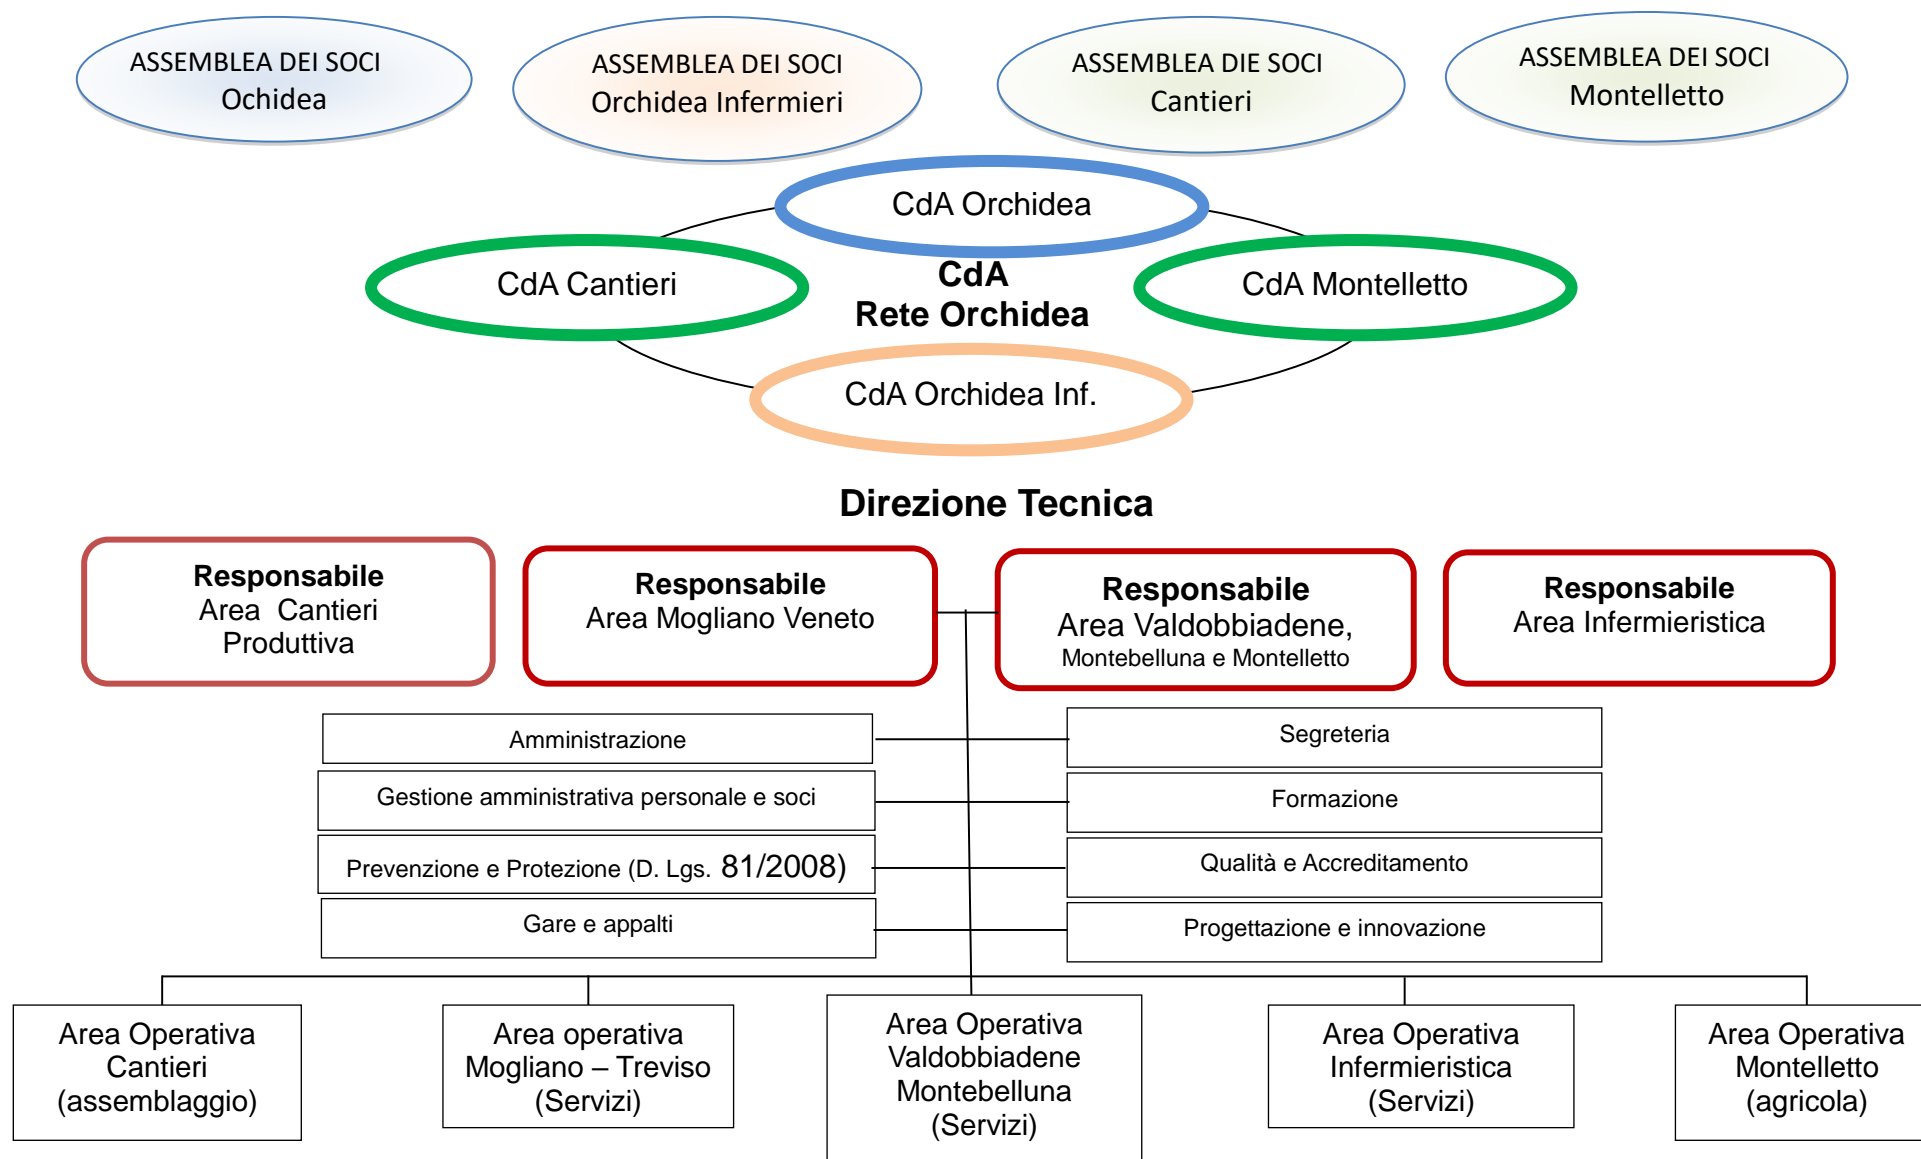 ASSEMBLEA DEI SOCI
Ochidea
ASSEMBLEA DEI SOCI
Orchidea Infermieri
ASSEMBLEA DIE SOCI
Cantieri
ASSEMBLEA DEI SOCI
Montelletto
CdA Orchidea
CdA Cantieri
CdA
Rete Orchidea
CdA Montelletto
CdA Orchidea Inf.
Direzione Tecnica
Responsabile
Area Cantieri
Produttiva
Responsabile
Area Mogliano Veneto
Responsabile
Area Valdobbiadene,
Montebelluna e Montelletto
Responsabile
Area Infermieristica
Amministrazione
Segreteria
Gestione amministrativa personale e soci
Formazione
Prevenzione e Protezione (D. Lgs. 81/2008)
Qualità e Accreditamento
Gare e appalti
Progettazione e innovazione
Area Operativa
Cantieri
(assemblaggio)
Area operativa
Mogliano – Treviso
(Servizi)
Area Operativa
Valdobbiadene
Montebelluna
(Servizi)
Area Operativa
Infermieristica
(Servizi)
Area Operativa
Montelletto
(agricola)